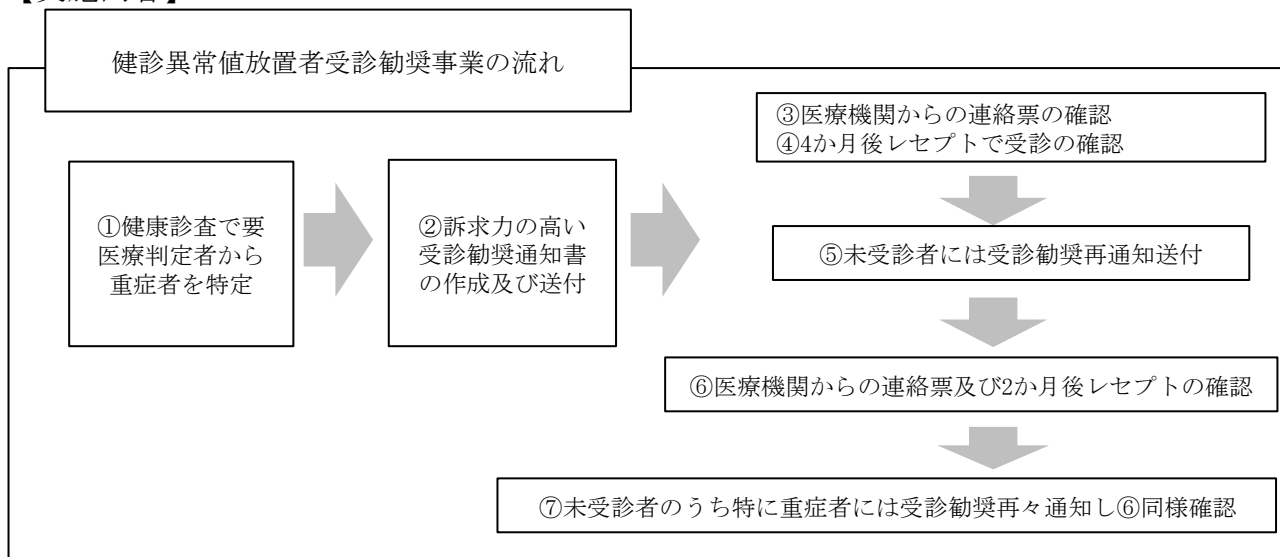 健診異常値放置者受診勧奨事業の流れ
①健康診査で要
医療判定者から
重症者を特定
②訴求力の高い
受診勧奨通知書
の作成及び送付
③医療機関からの連絡票の確認
④4か月後レセプトで受診の確認
⑤未受診者には受診勧奨再通知送付
⑥医療機関からの連絡票及び2か月後レセプトの確認
⑦未受診者のうち特に重症者には受診勧奨再々通知し⑥同様確認